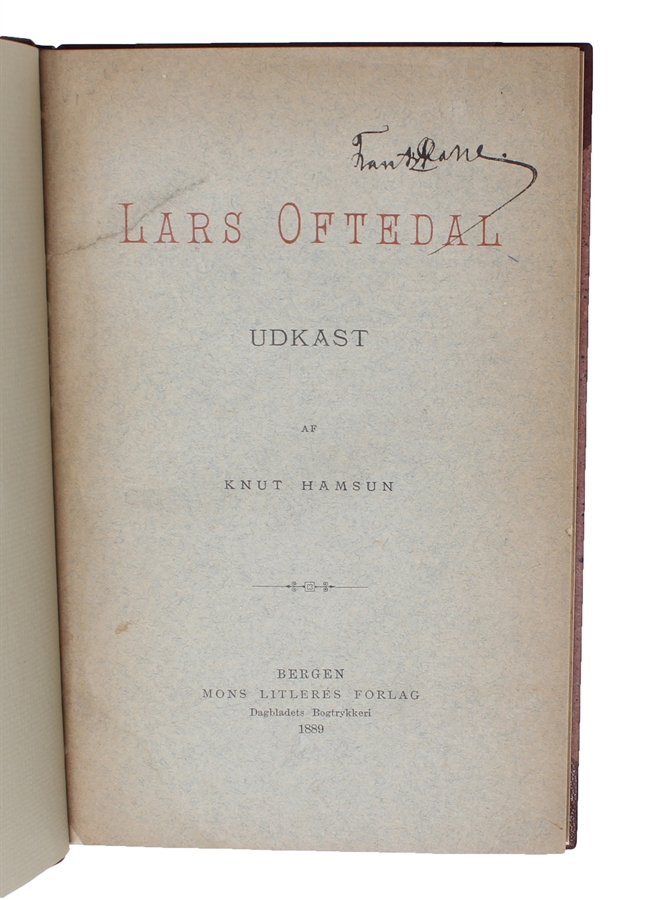 LARS OFTEDAL
UDKAST
AF
KNUT HAMSUN
BERGEN
MONS LITLERÉS FORLAG
Dagbladets Bogtrykkeri
1889